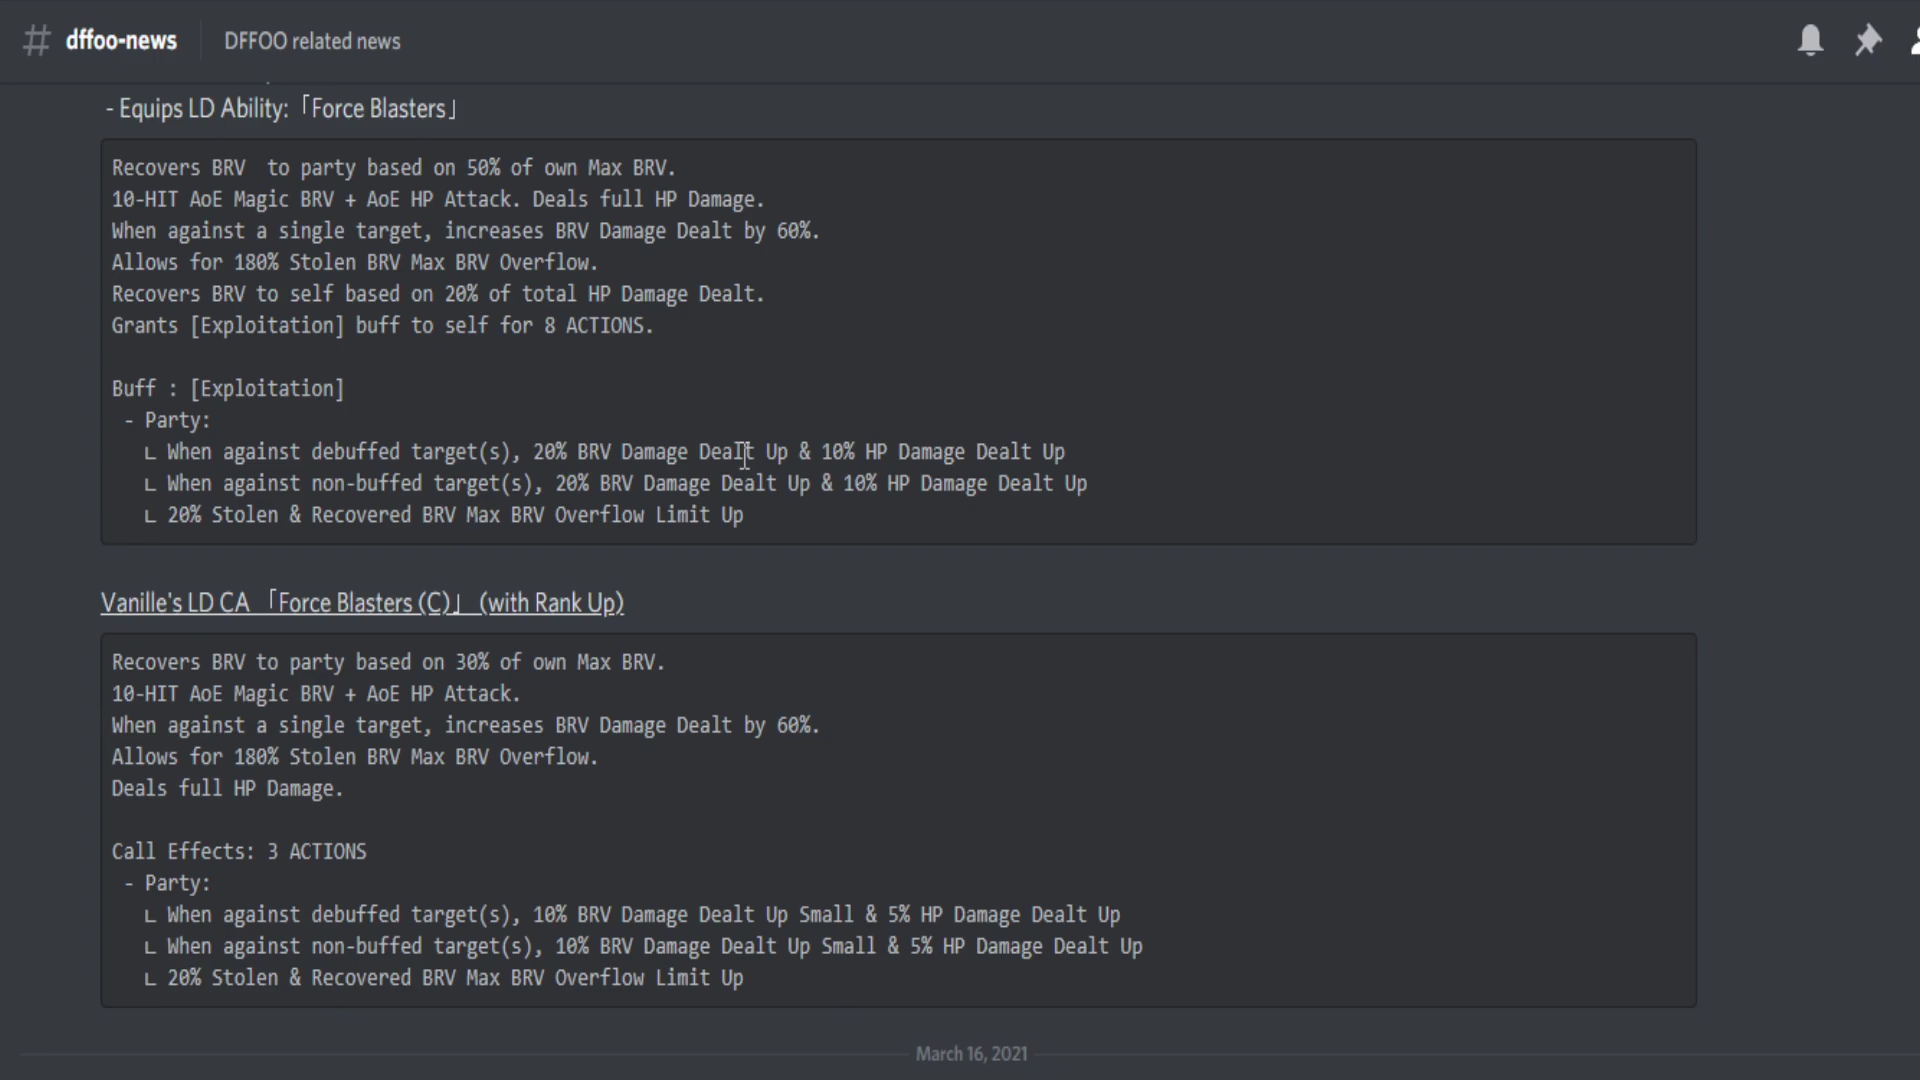 # dffoo-news DFFOO related news
- Equips LD Ability:「Force Blasters」
Recovers BRV  to party based on 50% of own Max BRV.
10-HIT AoE Magic BRV + AoE HP Attack. Deals full HP Damage.
When against a single target, increases BRV Damage Dealt by 60%.
Allows for 180% Stolen BRV Max BRV Overflow.
Recovers BRV to self based on 20% of total HP Damage Dealt.
Grants [Exploitation] buff to self for 8 ACTIONS.
Buff : [Exploitation]
- Party:
∟ When against debuffed target(s), 20% BRV Damage Dealt Up & 10% HP Damage Dealt Up
∟ When against non-buffed target(s), 20% BRV Damage Dealt Up & 10% HP Damage Dealt Up
∟ 20% Stolen & Recovered BRV Max BRV Overflow Limit Up
Vanille's LD CA 「Force Blasters (C)」 (with Rank Up)
Recovers BRV to party based on 30% of own Max BRV.
10-HIT AoE Magic BRV + AoE HP Attack.
When against a single target, increases BRV Damage Dealt by 60%.
Allows for 180% Stolen BRV Max BRV Overflow.
Deals full HP Damage.
Call Effects: 3 ACTIONS
- Party:
∟ When against debuffed target(s), 10% BRV Damage Dealt Up Small & 5% HP Damage Dealt Up
∟ When against non-buffed target(s), 10% BRV Damage Dealt Up Small & 5% HP Damage Dealt Up
∟ 20% Stolen & Recovered BRV Max BRV Overflow Limit Up
March 16, 2021